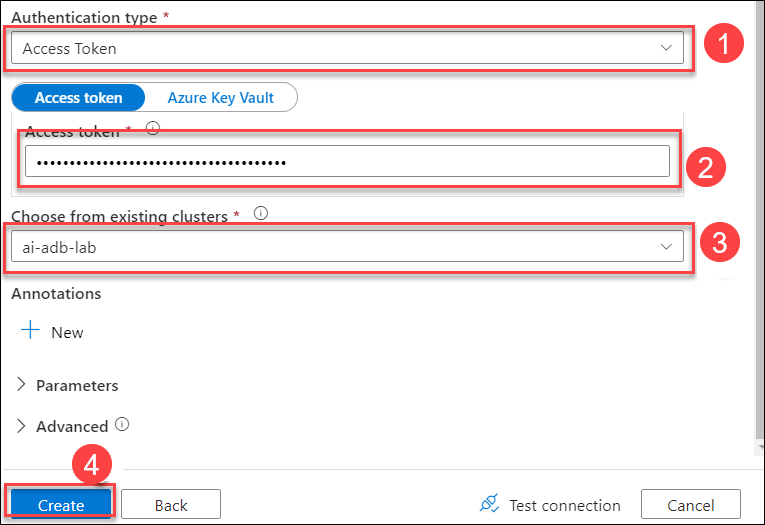 Authentication type *
Access Token
1
Access token Azure Key Vault
Access token *
••••••••••••••••••••••••••••••••••••••
2
Choose from existing clusters *
ai-adb-lab
3
Annotations
New
Parameters
Advanced
4
Create Back Test connection Cancel